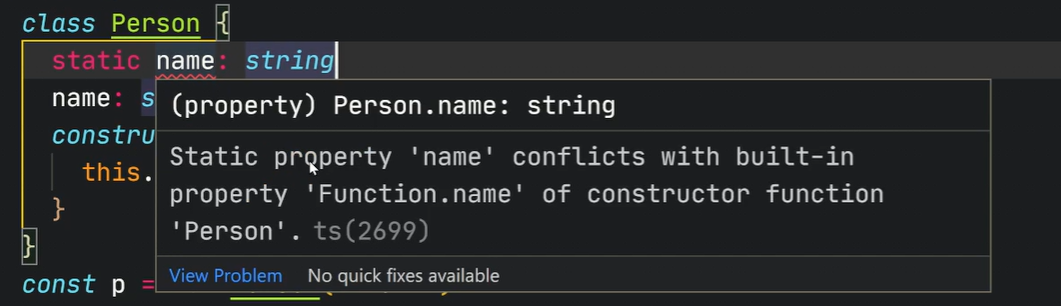 class Person {
static name: string
name: s
constru
this.
}
}
const p =
(property) Person.name: string
Static property 'name' conflicts with built-in
property 'Function.name' of constructor function
'Person'. ts(2699)
View Problem No quick fixes available